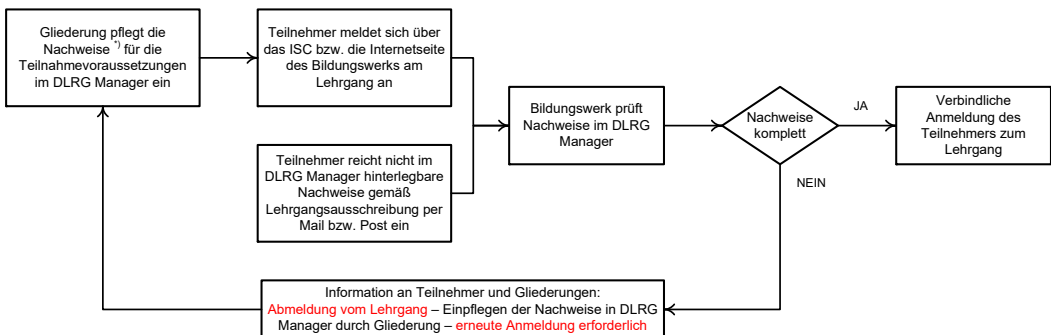 Gliederung pflegt die
Nachweise *) für die
Teilnahmevoraussetzungen
im DLRG Manager ein
Teilnehmer meldet sich über
das ISC bzw. die Internetseite
des Bildungswerks am
Lehrgang an
Teilnehmer reicht nicht im
DLRG Manager hinterlegbare
Nachweise gemäß
Lehrgangsausschreibung per
Mail bzw. Post ein
Bildungswerk prüft
Nachweise im DLRG
Manager
Nachweise
komplett
JA
Verbindliche
Anmeldung des
Teilnehmers zum
Lehrgang
NEIN
Information an Teilnehmer und Gliederungen:
Abmeldung vom Lehrgang – Einpflegen der Nachweise in DLRG
Manager durch Gliederung – erneute Anmeldung erforderlich